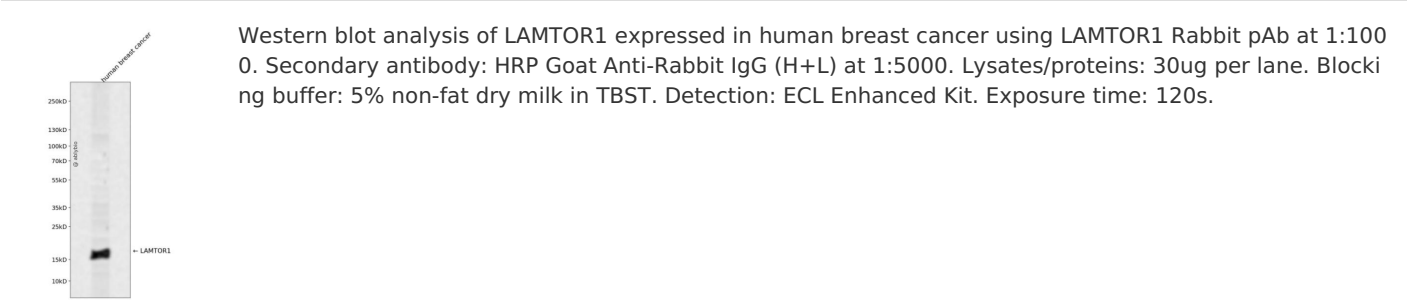 human breast cancer
Western blot analysis of LAMTOR1 expressed in human breast cancer using LAMTOR1 Rabbit pAb at 1:100
0. Secondary antibody: HRP Goat Anti-Rabbit IgG (H+L) at 1:5000. Lysates/proteins: 30ug per lane. Blocki
ng buffer: 5% non-fat dry milk in TBST. Detection: ECL Enhanced Kit. Exposure time: 120s.
250kD
130kD
100kD
70kD
@ abiybio
55kD
35kD
25kD
← LAMTOR1
15kD
10kD